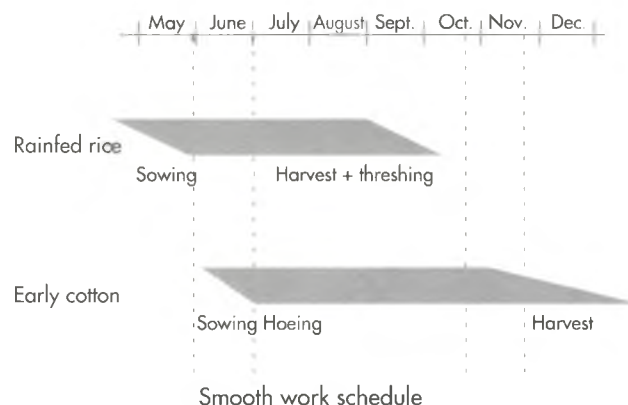 May June July August Sept. Oct. Nov. Dec.
Rainfed rice
Sowing Harvest + threshing
Early cotton
Sowing Hoeing Harvest
Smooth work schedule